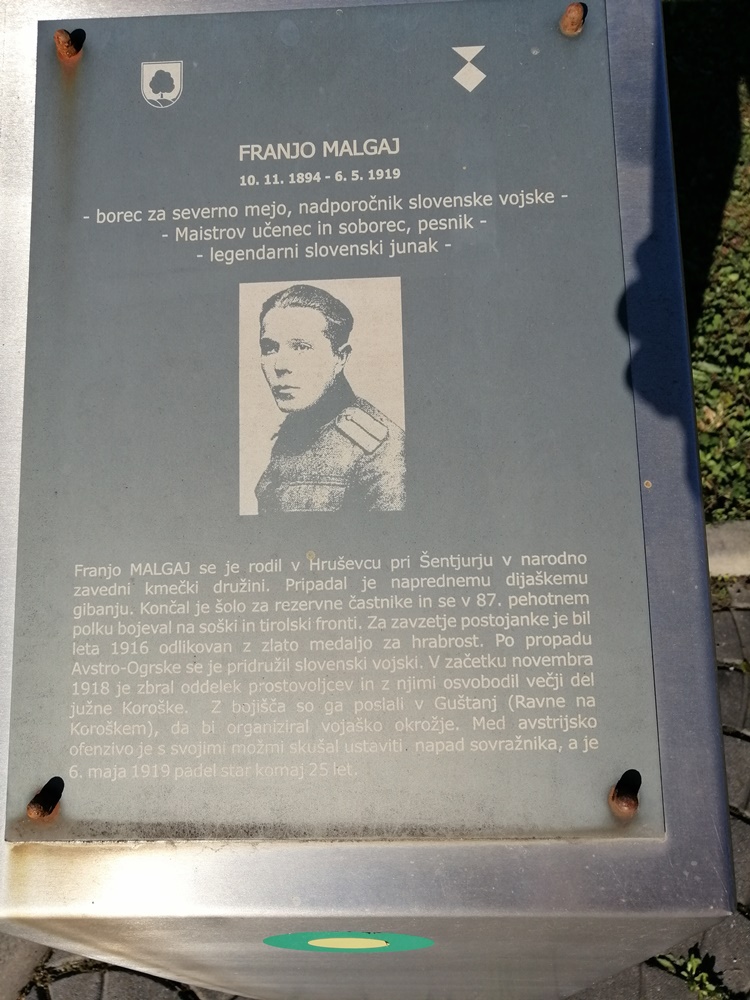 FRANJO MALGAJ
10. 11. 1894 - 6. 5. 1919
- borec za severno mejo, nadporočnik slovenske vojske -
- Maistrov učenec in soborec, pesnik -
- legendarni slovenski junak -
Franjo MALGAJ se je rodil v Hruševcu pri Šentjurju v narodno
zavedni kmečki družini. Pripadal je naprednemu dijaškemu
gibanju. Končal je šolo za rezervne častnike in se v 87. pehotnem
polku bojeval na soški in tirolski fronti. Za zavzetje postojanke je bil
leta 1916 odlikovan z zlato medaljo za hrabrost. Po propadu
Avstro-Ogrske se je pridružil slovenski vojski. V začetku novembra
1918 je zbral oddelek prostovoljcev in z njimi osvobodil večji del
južne Koroške. Z bojišča so ga poslali v Guštanj (Ravne na
Koroškem), da bi organiziral vojaško okrožje. Med avstrijsko
ofenzivo je s svojimi možmi skušal ustaviti. napad sovražnika, a je
6. maja 1919 padel star komaj 25 let.